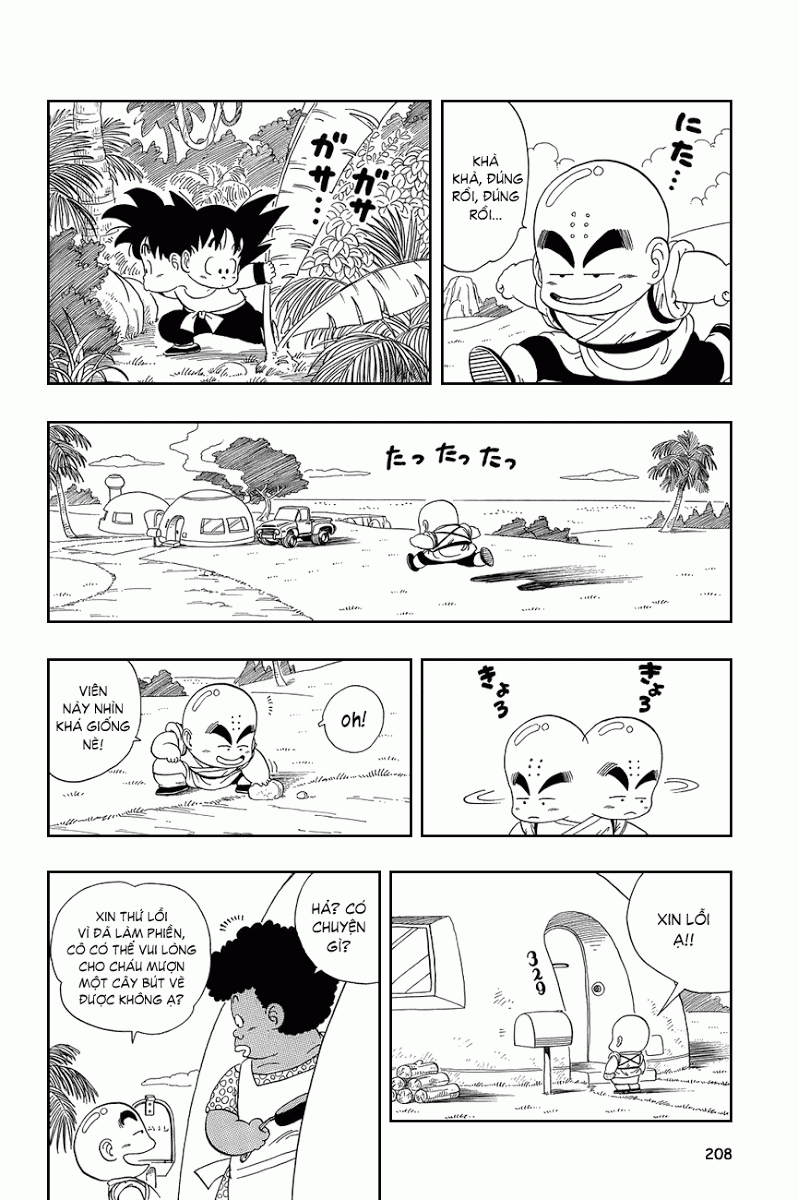 にた…
KHÀ
KHÀ, ĐÚNG
RỒI, ĐÚNG
RỒI...
ガサ
ガサ…
たっ たっ たっ
きょろ
きょろ
oh!
VIÊN
NÀY NHÌN
KHÁ GIỐNG
NÈ!
XIN LỖI
Ạ!!
329
HẢ? CÓ
CHUYỆN
GÌ?
XIN THỨ LỖI
VÌ ĐÃ LÀM PHIỀN,
CÔ CÓ THỂ VUI LÒNG
CHO CHÁU MƯỢN
MỘT CÂY BÚT VẼ
ĐƯỢC KHÔNG Ạ?
208